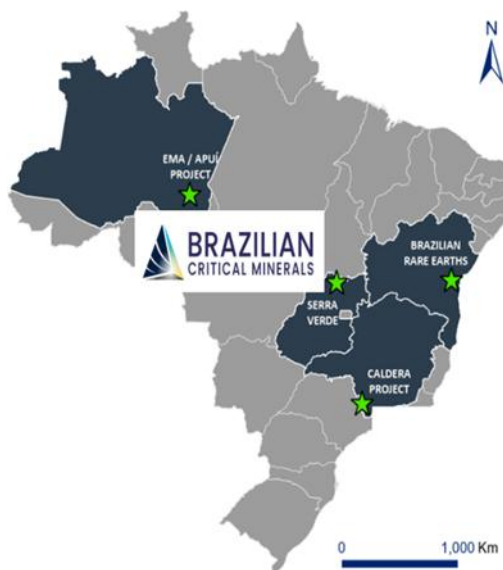 N
EMA / APUÍ
PROJECT
BRAZILIAN
CRITICAL MINERALS
BRAZILIAN
RARE EARTHS
SERRA
VERDE
CALDERA
PROJECT
0 1,000 Km